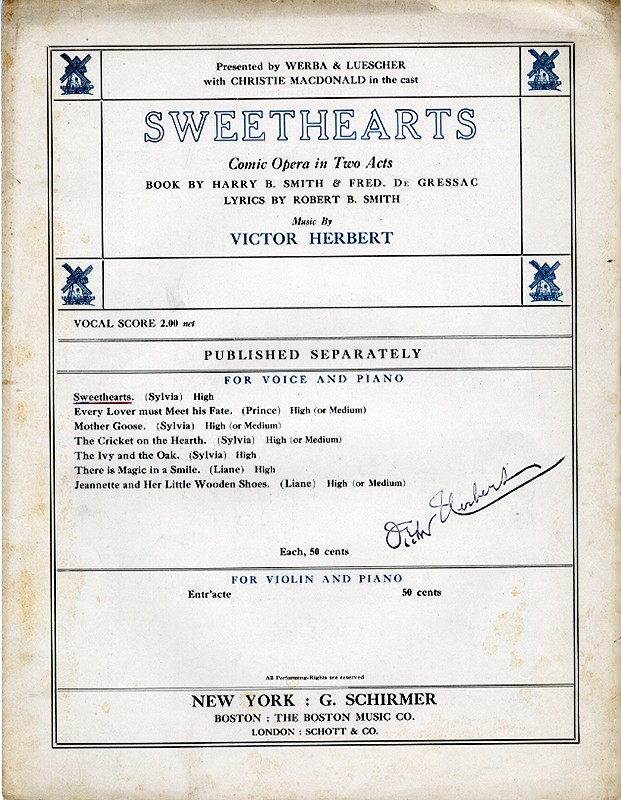 Presented by WERBA & LUESCHER
with CHRISTIE MACDONALD in the cast
SWEETHEARTS
Comic Opera in Two Acts
BOOK BY HARRY B. SMITH & FRED. DE GRESSAC
LYRICS BY ROBERT B. SMITH
Music By
VICTOR HERBERT
VOCAL SCORE 2.00 net
PUBLISHED SEPARATELY
FOR VOICE AND PIANO
Sweethearts. (Sylvia) High
Every Lover must Meet his Fate. (Prince) High (or Medium)
Mother Goose. (Sylvia) High (or Medium)
The Cricket on the Hearth. (Sylvia) High (or Medium)
The Ivy and the Oak. (Sylvia) High
There is Magic in a Smile. (Liane) High
Jeannette and Her Little Wooden Shoes. (Liane) High (or Medium)
Victor Herbert
Each, 50 cents
FOR VIOLIN AND PIANO
Entr'acte 50 cents
All Performing-Rights are reserved
NEW YORK : G. SCHIRMER
BOSTON : THE BOSTON MUSIC CO.
LONDON : SCHOTT & CO.